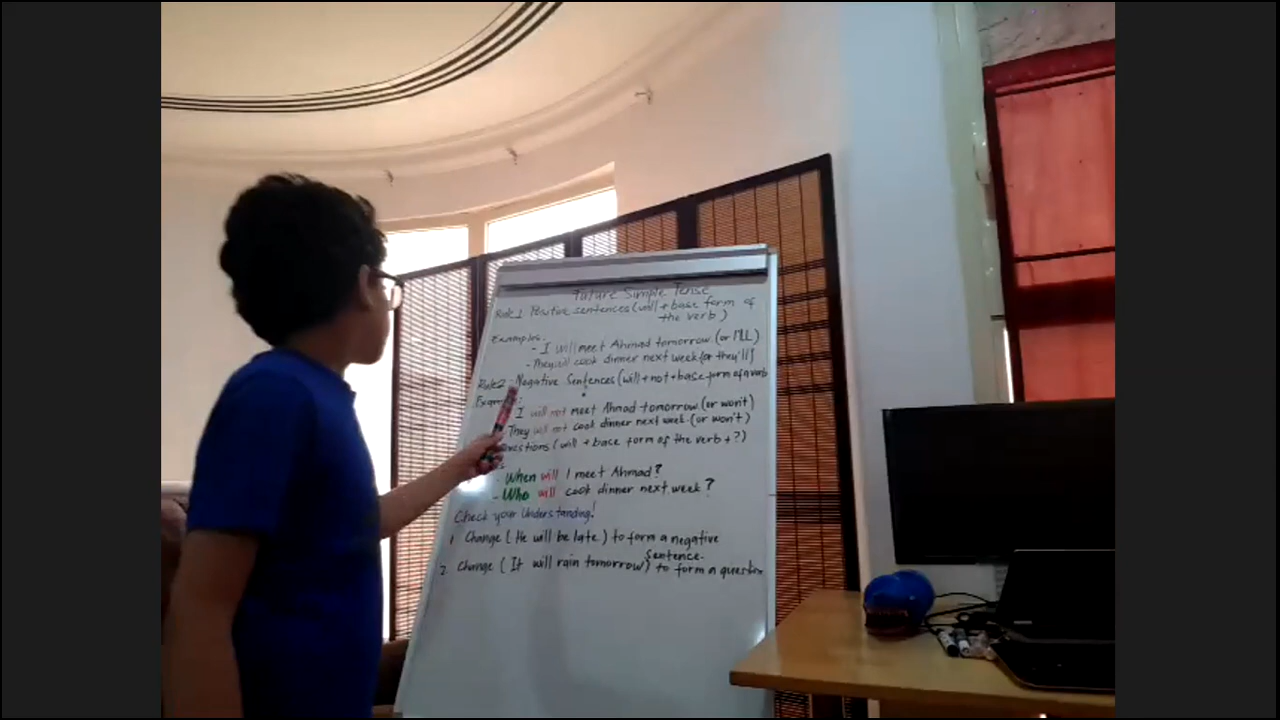 Future Simple Tense
Rule 1 Positive sentences (will + base form of
the verb)
Examples:
- I will meet Ahmad tomorrow. (or I'LL)
- They will cook dinner next week (or they'll)
Rule 2: Negative Sentences (will + not + base form of a verb
I will not meet Ahmad tomorrow (or won't)
They will not cook dinner next week. (or won't)
(will + base form of the verb + ?)
- When will I meet Ahmad?
- Who will cook dinner next week?
Check your Understanding!
1. Change (He will be late) to form a negative
sentence.
2. Change (It will rain tomorrow) to form a question